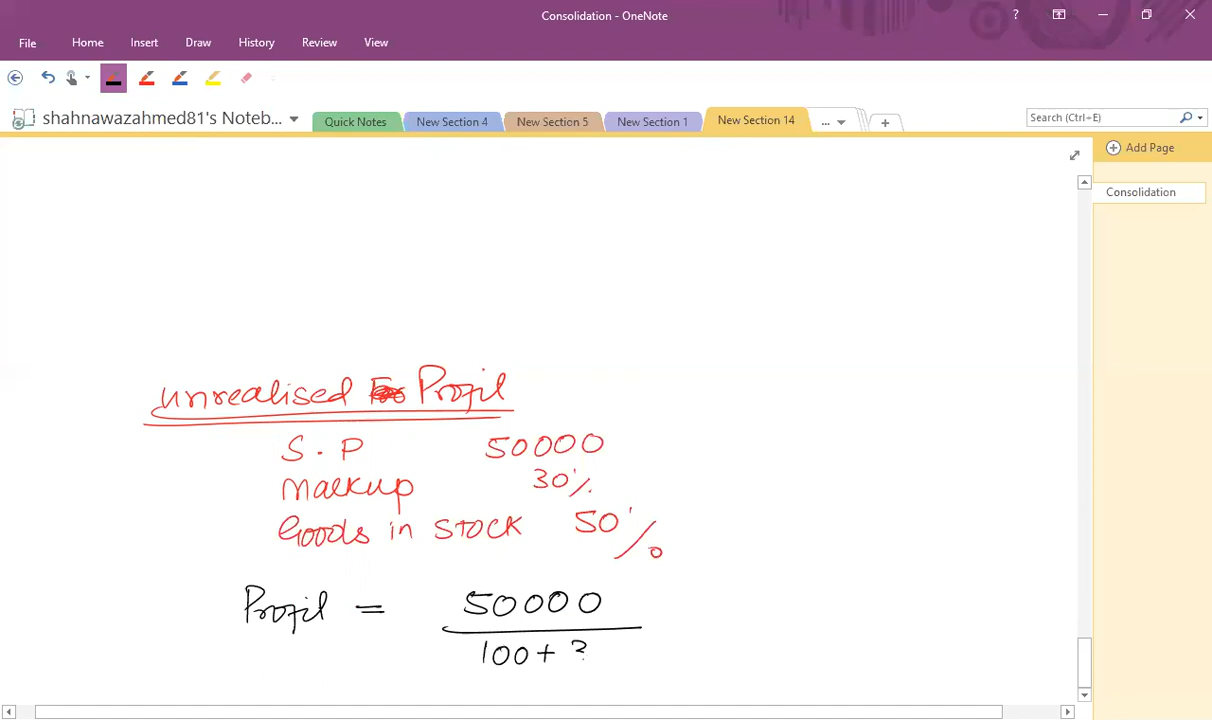 Consolidation - OneNote
?
File Home Insert Draw History Review View
shahnawazahmed81's Noteb... Quick Notes New Section 4 New Section 5 New Section 1 New Section 14 ... + Search (Ctrl+E)
Add Page
Consolidation
unrealised Profit
S.P 50000
Markup 30%
Goods in STOCK 50%
Profit = 50000
100 + 3